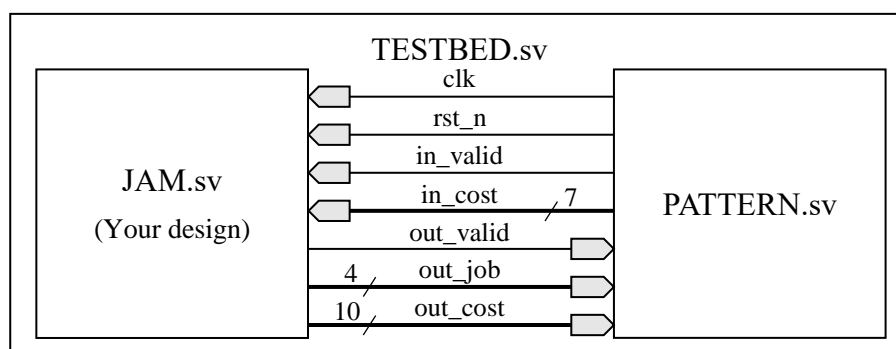 TESTBED.sv
clk
rst_n
in_valid
in_cost
7
out_valid
4
out_job
10
out_cost
JAM.sv
(Your design)
PATTERN.sv